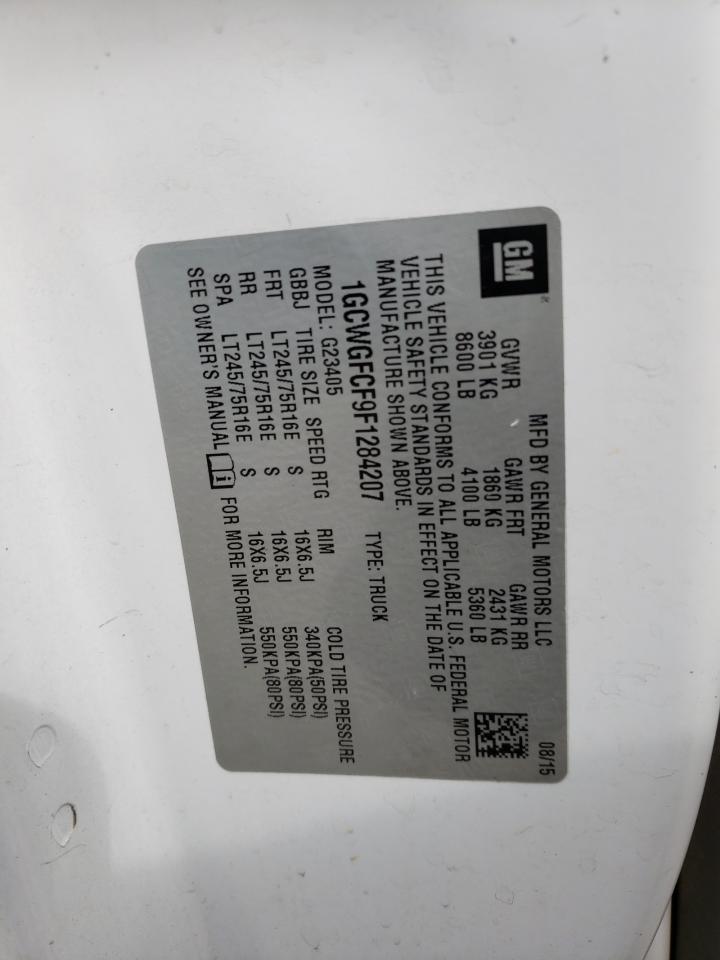 GM
MFD BY GENERAL MOTORS LLC 08/15
GVWR GAWR FRT GAWR RR
3901 KG 1860 KG 2431 KG
8600 LB 4100 LB 5360 LB
THIS VEHICLE CONFORMS TO ALL APPLICABLE U.S. FEDERAL MOTOR
VEHICLE SAFETY STANDARDS IN EFFECT ON THE DATE OF
MANUFACTURE SHOWN ABOVE.
1GCWGFCF9F1284207 TYPE: TRUCK
MODEL: G23405
GBBJ TIRE SIZE SPEED RTG RIM COLD TIRE PRESSURE
FRT LT245/75R16E S 16X6.5J 340KPA(50PSI)
RR LT245/75R16E S 16X6.5J 550KPA(80PSI)
SPA LT245/75R16E S 16X6.5J 550KPA(80PSI)
SEE OWNER'S MANUAL FOR MORE INFORMATION.